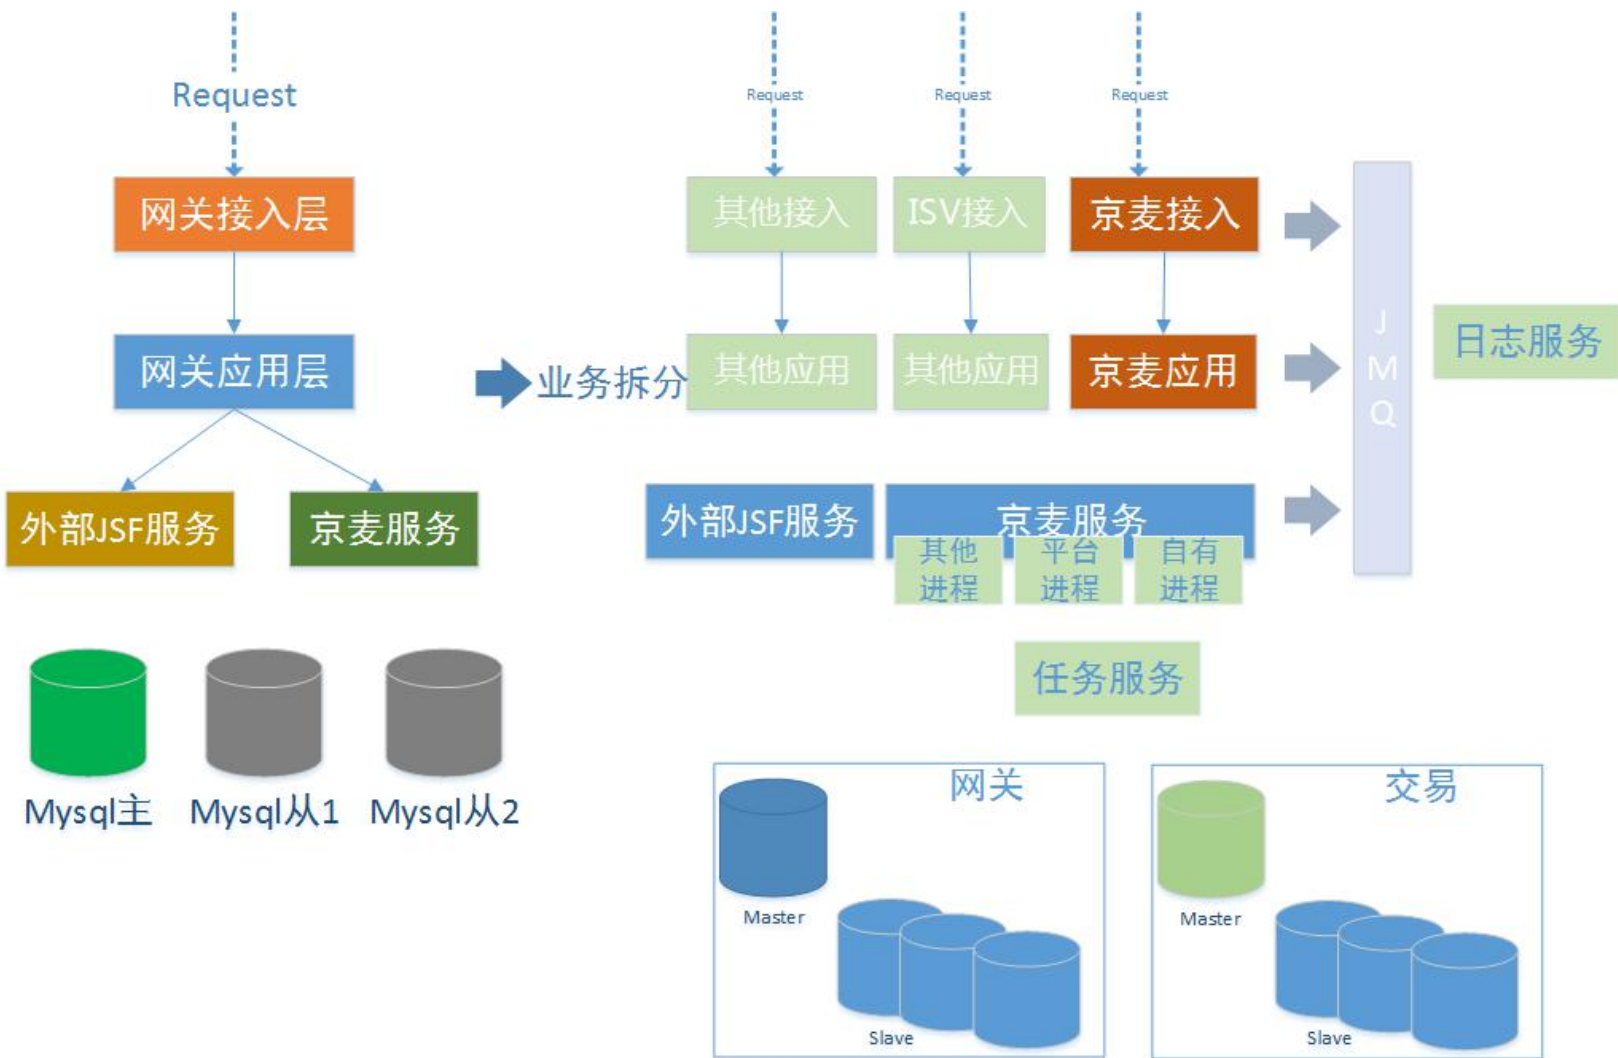 Request
Request
Request
Request
网关接入层
其他接入
ISV接入
京麦接入
网关应用层
业务拆分
其他应用
其他应用
京麦应用
J
M
Q
日志服务
外部JSF服务
京麦服务
外部JSF服务
京麦服务
其他
进程
平台
进程
自有
进程
任务服务
Mysql主
Mysql从1
Mysql从2
网关
Master
Slave
交易
Master
Slave